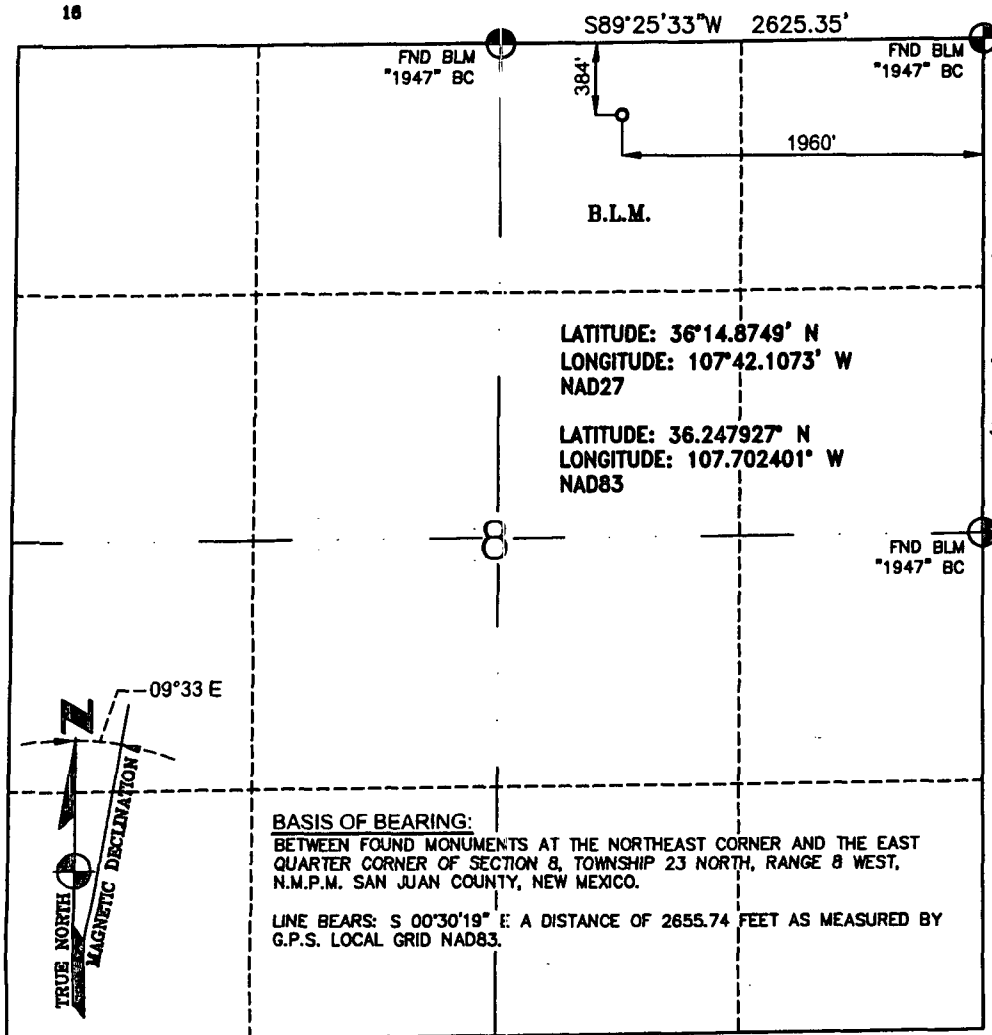 16
S89°25'33"W 2625.35'
FND BLM
"1947" BC
FND BLM
"1947" BC
384'
1960'
B.L.M.
LATITUDE: 36°14.8749' N
LONGITUDE: 107°42.1073' W
NAD27
LATITUDE: 36.247927° N
LONGITUDE: 107.702401° W
NAD83
8
FND BLM
"1947" BC
09°33 E
N
TRUE NORTH
MAGNETIC DECLINATION
BASIS OF BEARING:
BETWEEN FOUND MONUMENTS AT THE NORTHEAST CORNER AND THE EAST
QUARTER CORNER OF SECTION 8, TOWNSHIP 23 NORTH, RANGE 8 WEST,
N.M.P.M. SAN JUAN COUNTY, NEW MEXICO.
LINE BEARS: S 00°30'19" E A DISTANCE OF 2655.74 FEET AS MEASURED BY
G.P.S. LOCAL GRID NAD83.